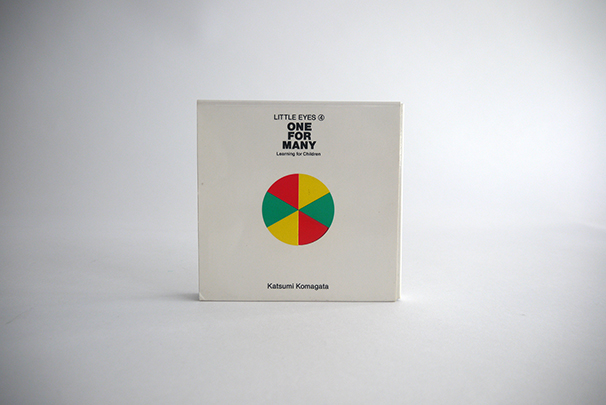 LITTLE EYES ④
ONE
FOR
MANY
Learning for Children
Katsumi Komagata